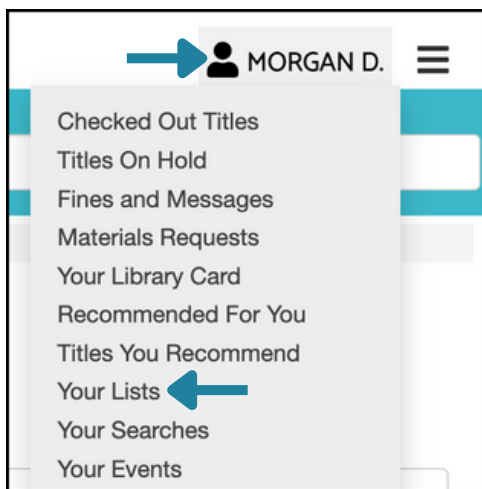 MORGAN D.
Checked Out Titles
Titles On Hold
Fines and Messages
Materials Requests
Your Library Card
Recommended For You
Titles You Recommend
Your Lists
Your Searches
Your Events